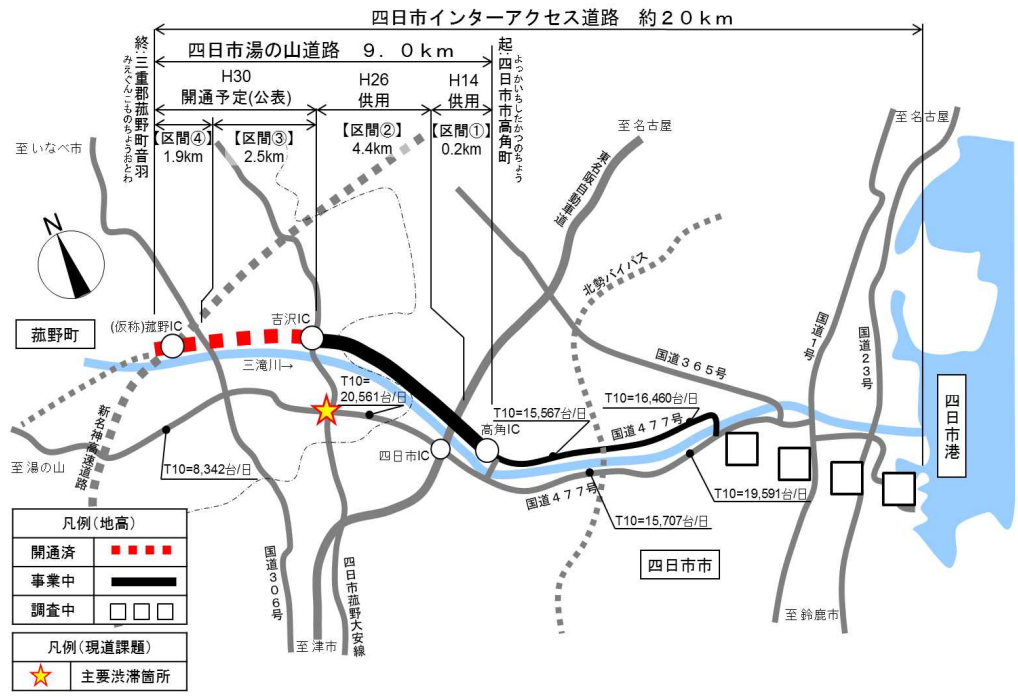 四日市インターアクセス道路 約20km
四日市湯の山道路 9.0km
終:三重郡菰野町音羽
みえぐんこものちょうおとわ
起:四日市市高角町
よっかいちしたかつのちょう
H30
開通予定(公表)
H26
供用
H14
供用
【区間④】
1.9km
【区間③】
2.5km
【区間②】
4.4km
【区間①】
0.2km
至いなべ市
至名古屋
至名古屋
東名阪自動車道
N
北勢バイパス
菰野町
(仮称)菰野IC
吉沢IC
三滝川→
国道365号
国道1号
国道23号
四日市港
T10=
20,561台/日
T10=15,567台/日
T10=16,460台/日
国道477号
高角IC
四日市IC
至湯の山
新名神高速道路
T10=8,342台/日
国道477号
T10=19,591台/日
T10=15,707台/日
四日市市
国道306号
四日市菰野大安線
至津市
至鈴鹿市
凡例(地高)
開通済
事業中
調査中
凡例(現道課題)
主要渋滞箇所